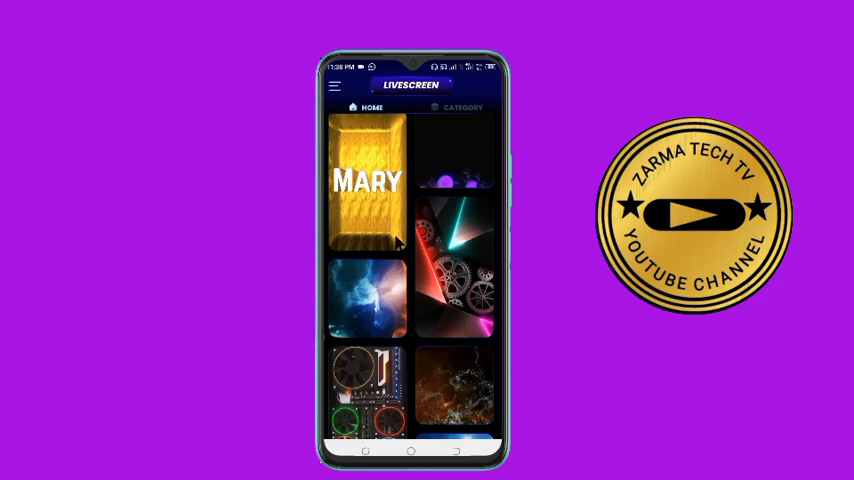 11:38 PM
LIVESCREEN
HOME
CATEGORY
MARY
ZARMA TECH TV
YOUTUBE CHANNEL